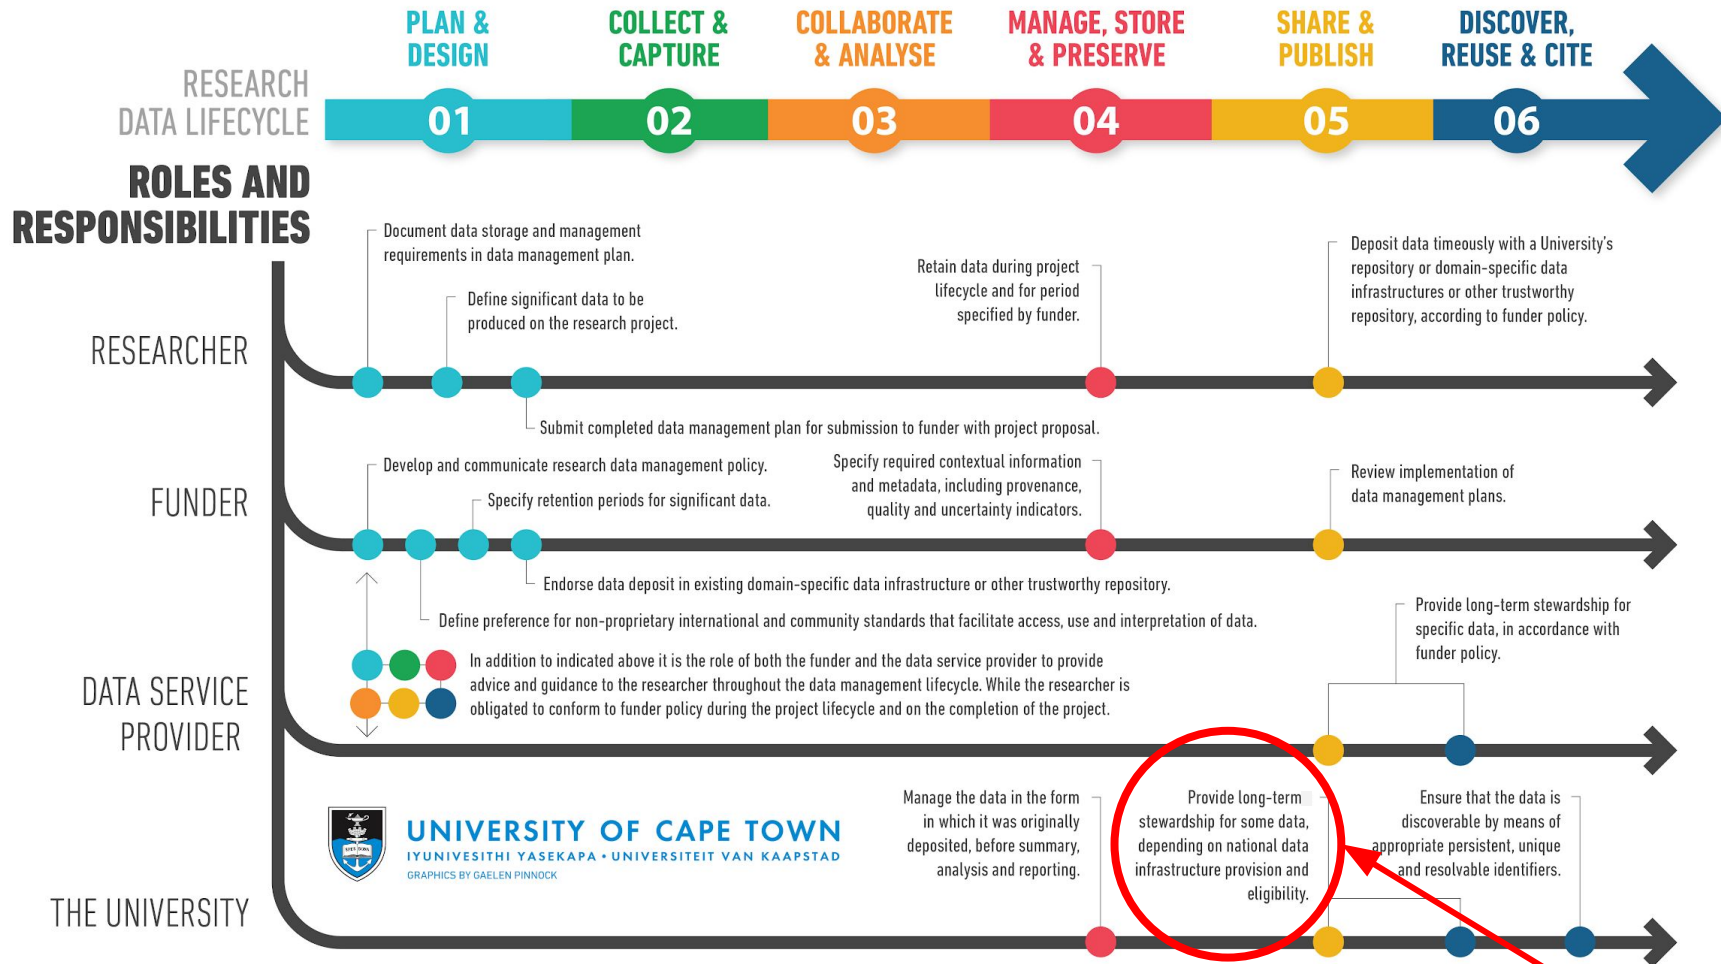 PLAN &
DESIGN
COLLECT &
CAPTURE
COLLABORATE
& ANALYSE
MANAGE, STORE
& PRESERVE
SHARE &
PUBLISH
DISCOVER,
REUSE & CITE
RESEARCH
DATA LIFECYCLE
01
02
03
04
05
06
ROLES AND
RESPONSIBILITIES
RESEARCHER
Document data storage and management
requirements in data management plan.
Define significant data to be
produced on the research project.
Submit completed data management plan for submission to funder with project proposal.
Retain data during project
lifecycle and for period
specified by funder.
Deposit data timeously with a University's
repository or domain-specific data
infrastructures or other trustworthy
repository, according to funder policy.
FUNDER
Develop and communicate research data management policy.
Specify retention periods for significant data.
Specify required contextual information
and metadata, including provenance,
quality and uncertainty indicators.
Review implementation of
data management plans.
Endorse data deposit in existing domain-specific data infrastructure or other trustworthy repository.
Define preference for non-proprietary international and community standards that facilitate access, use and interpretation of data.
DATA SERVICE
PROVIDER
In addition to indicated above it is the role of both the funder and the data service provider to provide
advice and guidance to the researcher throughout the data management lifecycle. While the researcher is
obligated to conform to funder policy during the project lifecycle and on the completion of the project.
Provide long-term stewardship for
specific data, in accordance with
funder policy.
THE UNIVERSITY
UNIVERSITY OF CAPE TOWN
IYUNIVESITHI YASEKAPA • UNIVERSITEIT VAN KAAPSTAD
GRAPHICS BY GAELEN PINNOCK
Manage the data in the form
in which it was originally
deposited, before summary,
analysis and reporting.
Provide long-term
stewardship for some data,
depending on national data
infrastructure provision and
eligibility.
Ensure that the data is
discoverable by means of
appropriate persistent, unique
and resolvable identifiers.